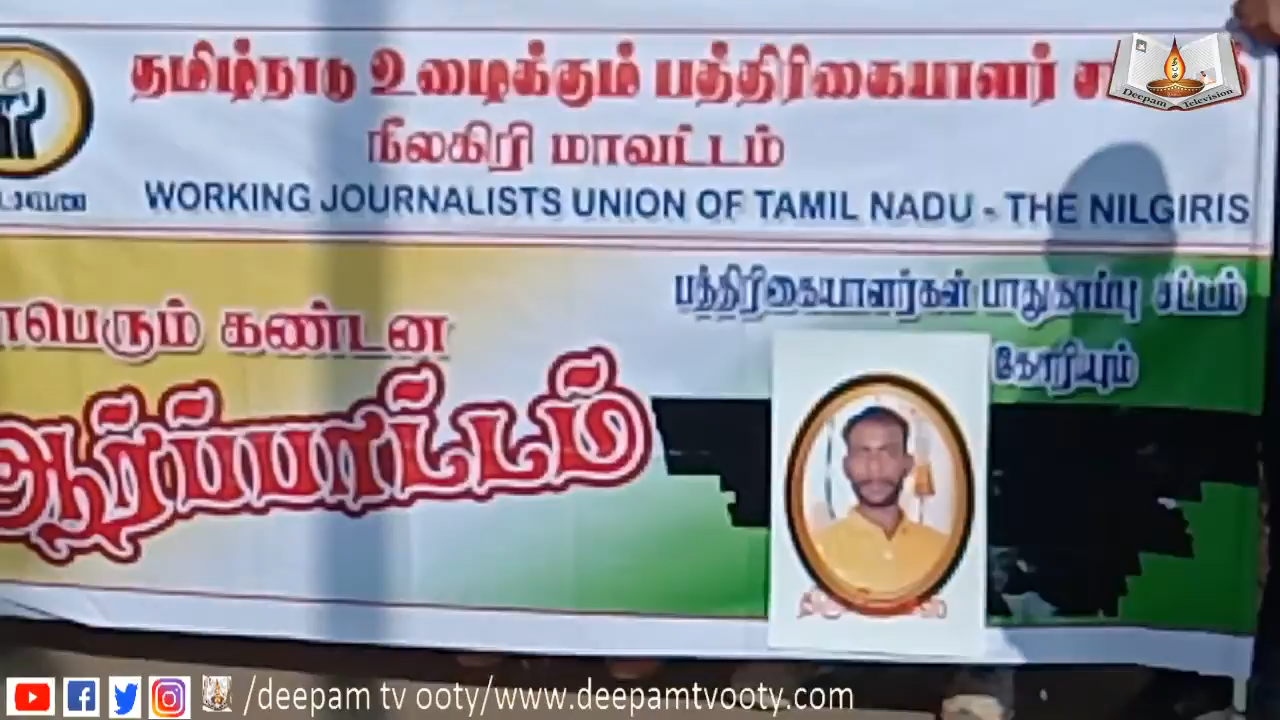 தமிழ்நாடு உழைக்கும் பத்திரிகையாளர்
நீலகிரி மாவட்டம்
WORKING JOURNALISTS UNION OF TAMIL NADU - THE NILGIRIS
பத்திரிகையாளர்கள் பாதுகாப்பு சட்டம்
கோரியும்
கண்டன
ஆர்ப்பாட்டம்
Deepam Television
/deepam tv ooty/www.deepamtvooty.com